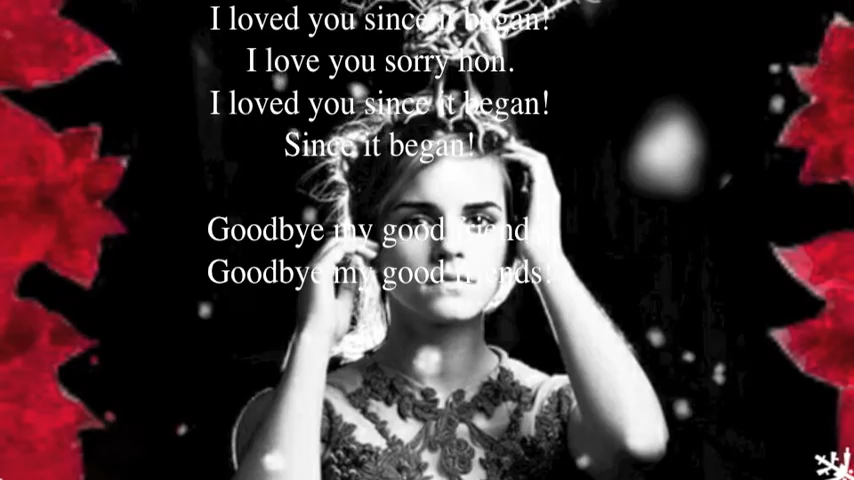 I loved you since it began!
I love you sorry hon.
I loved you since it began!
Since it began!
Goodbye my good friends!
Goodbye my good friends!